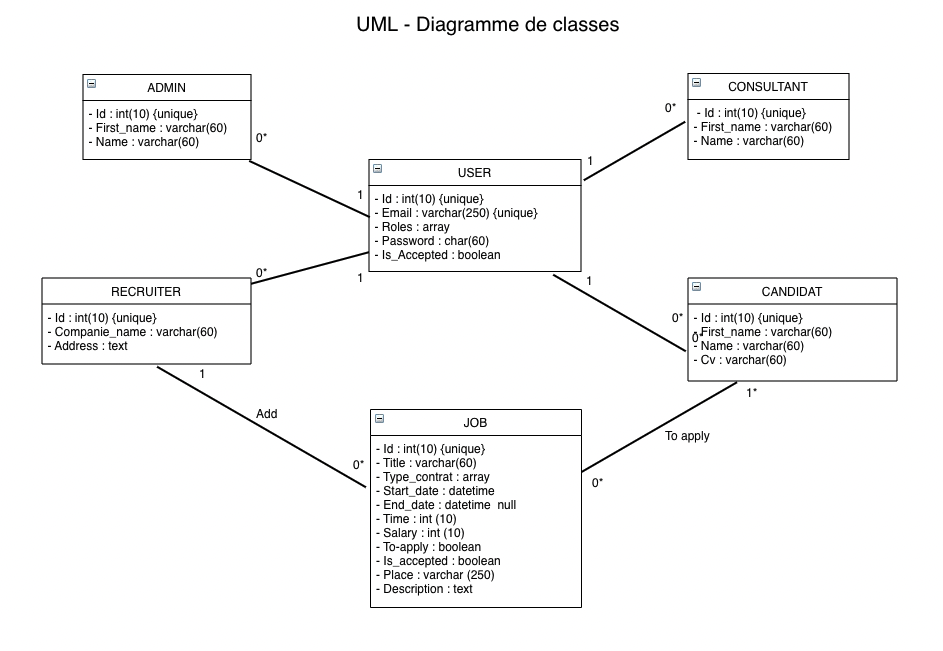 UML - Diagramme de classes
ADMIN
- Id : int(10) {unique}
- First_name : varchar(60)
- Name : varchar(60)
0*
1
CONSULTANT
- Id : int(10) {unique}
- First_name : varchar(60)
- Name : varchar(60)
0*
1
USER
- Id : int(10) {unique}
- Email : varchar(250) {unique}
- Roles : array
- Password : char(60)
- Is_Accepted : boolean
0*
1
RECRUITER
- Id : int(10) {unique}
- Companie_name : varchar(60)
- Address : text
1
0*
0*
CANDIDAT
- Id : int(10) {unique}
- First_name : varchar(60)
- Name : varchar(60)
- Cv : varchar(60)
1
Add
0*
1*
To apply
0*
JOB
- Id : int(10) {unique}
- Title : varchar(60)
- Type_contrat : array
- Start_date : datetime
- End_date : datetime  null
- Time : int (10)
- Salary : int (10)
- To-apply : boolean
- Is_accepted : boolean
- Place : varchar (250)
- Description : text